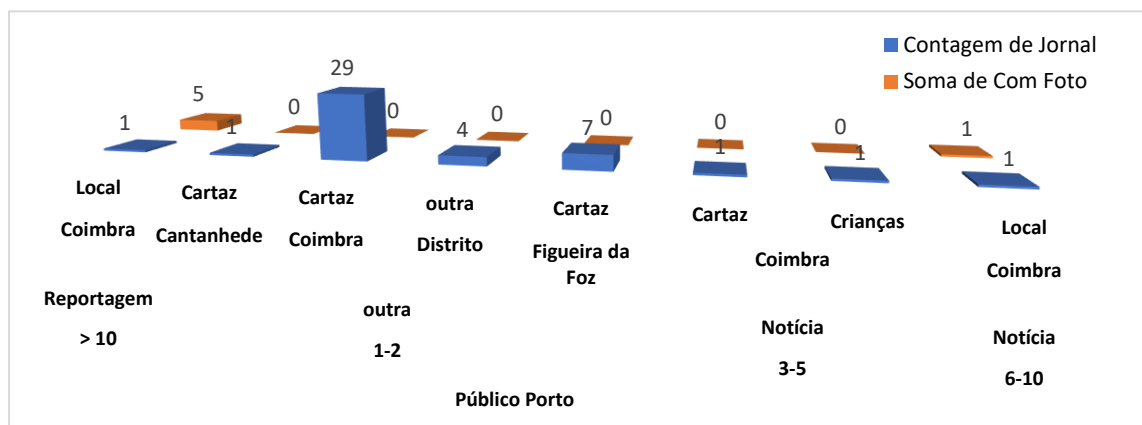 Contagem de Jornal
Soma de Com Foto
29
5 0 0 0 0 0 0 1
1 1 4 7 1 1 1
Local Cartaz Cartaz outra Cartaz Cartaz Crianças Local
Coimbra Cantanhede Coimbra Distrito Figueira da Foz Coimbra Coimbra
Reportagem outra Notícia Notícia
> 10 1-2 3-5 6-10
Público Porto